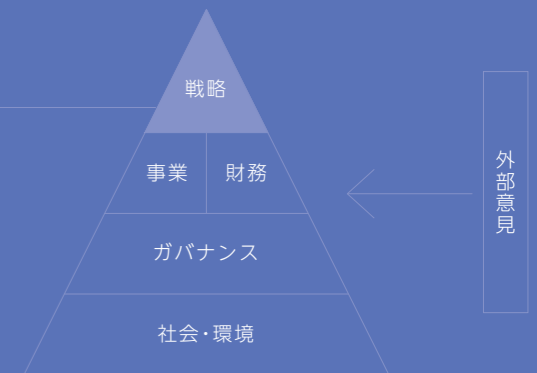 戦略
事業
財務
ガバナンス
社会・環境
外部意見